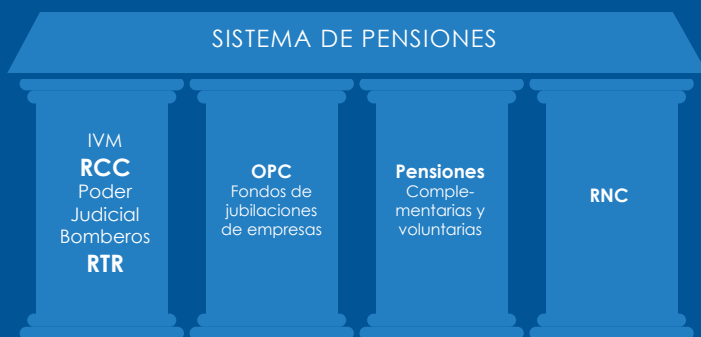 SISTEMA DE PENSIONES
IVM
RCC
Poder
Judicial
Bomberos
RTR
OPC
Fondos de
jubilaciones
de empresas
Pensiones
Comple-
mentarias y
voluntarias
RNC